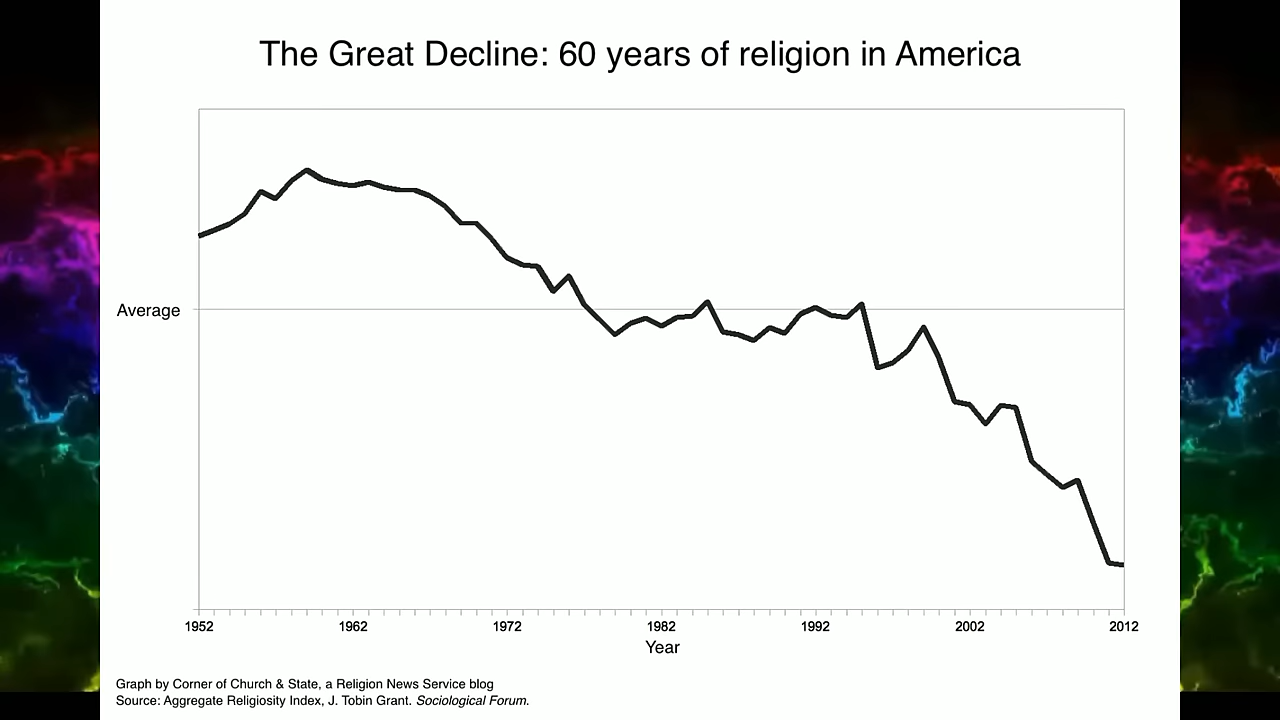 The Great Decline: 60 years of religion in America
Average
1952 1962 1972 1982 1992 2002 2012
Year
Graph by Corner of Church & State, a Religion News Service blog
Source: Aggregate Religiosity Index, J. Tobin Grant. Sociological Forum.